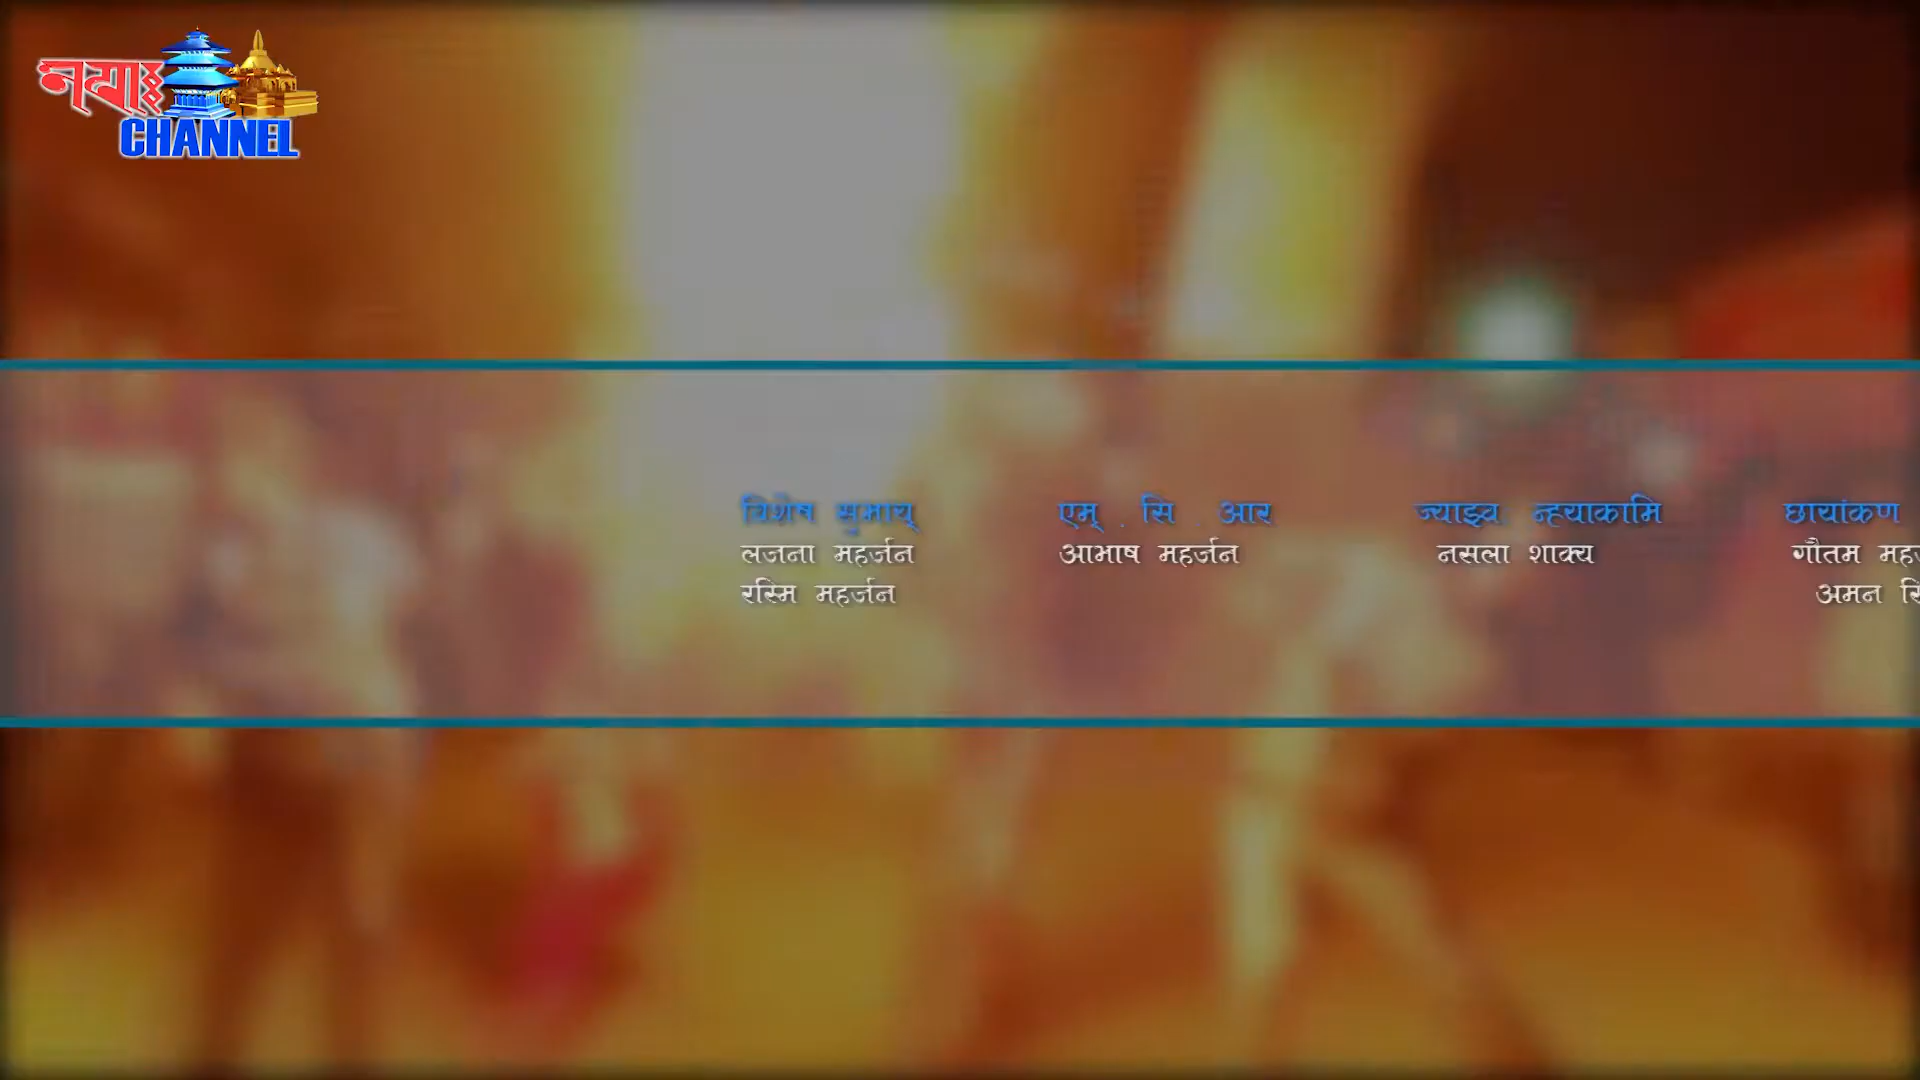 नेवाः
CHANNEL
विशेष सुभाय्
लजना महर्जन
रस्मि महर्जन
एम् . सि . आर
आभाष महर्जन
ज्याझ्व न्ह्याकामि
नसला शाक्य
छायांकण
गौतम
अमन